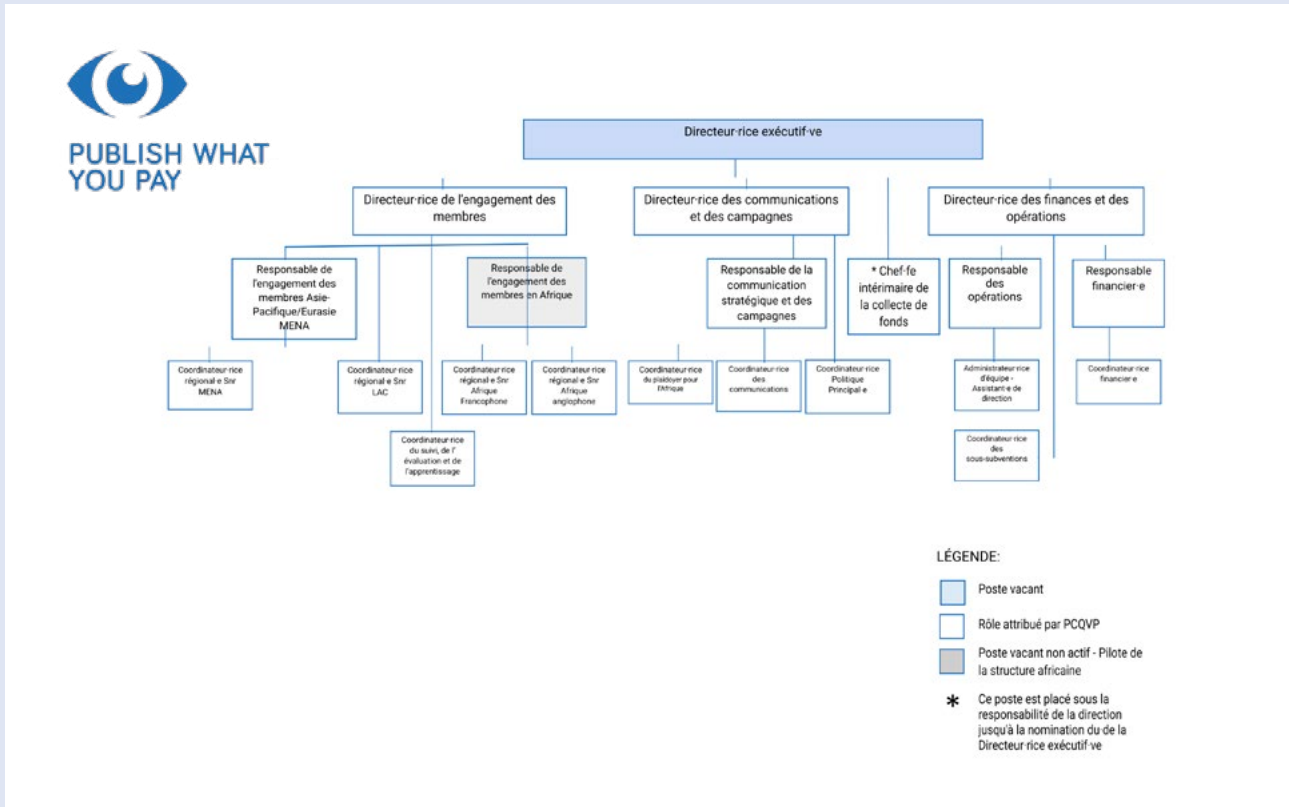 PUBLISH WHAT
YOU PAY
Directeur·rice exécutif·ve
Directeur·rice de l'engagement des
membres
Directeur·rice des communications
et des campagnes
Directeur·rice des finances et des
opérations
Responsable de
l'engagement des
membres Asie-
Pacifique/Eurasie
MENA
Responsable de
l'engagement des
membres en Afrique
Responsable de la
communication
stratégique et des
campagnes
* Chef·fe
intérimaire de
la collecte de
fonds
Responsable
des
opérations
Responsable
financier·e
Coordinateur·rice
régional·e Snr
MENA
Coordinateur·rice
régional·e Snr
LAC
Coordinateur·rice
régional·e Snr
Afrique
Francophone
Coordinateur·rice
régional·e Snr
Afrique
anglophone
Coordinateur·rice
du plaidoyer pour
l'Afrique
Coordinateur·rice
des
communications
Coordinateur·rice
Politique
Principal·e
Administrateur·rice
d'équipe -
Assistant·e de
direction
Coordinateur·rice
financier·e
Coordinateur·rice
du suivi, de l'
évaluation et de
l'apprentissage
Coordinateur·rice
des
sous-subventions
LÉGENDE:
Poste vacant
Rôle attribué par PCQVP
Poste vacant non actif - Pilote de
la structure africaine
* Ce poste est placé sous la
responsabilité de la direction
jusqu'à la nomination du·de la
Directeur·rice exécutif·ve